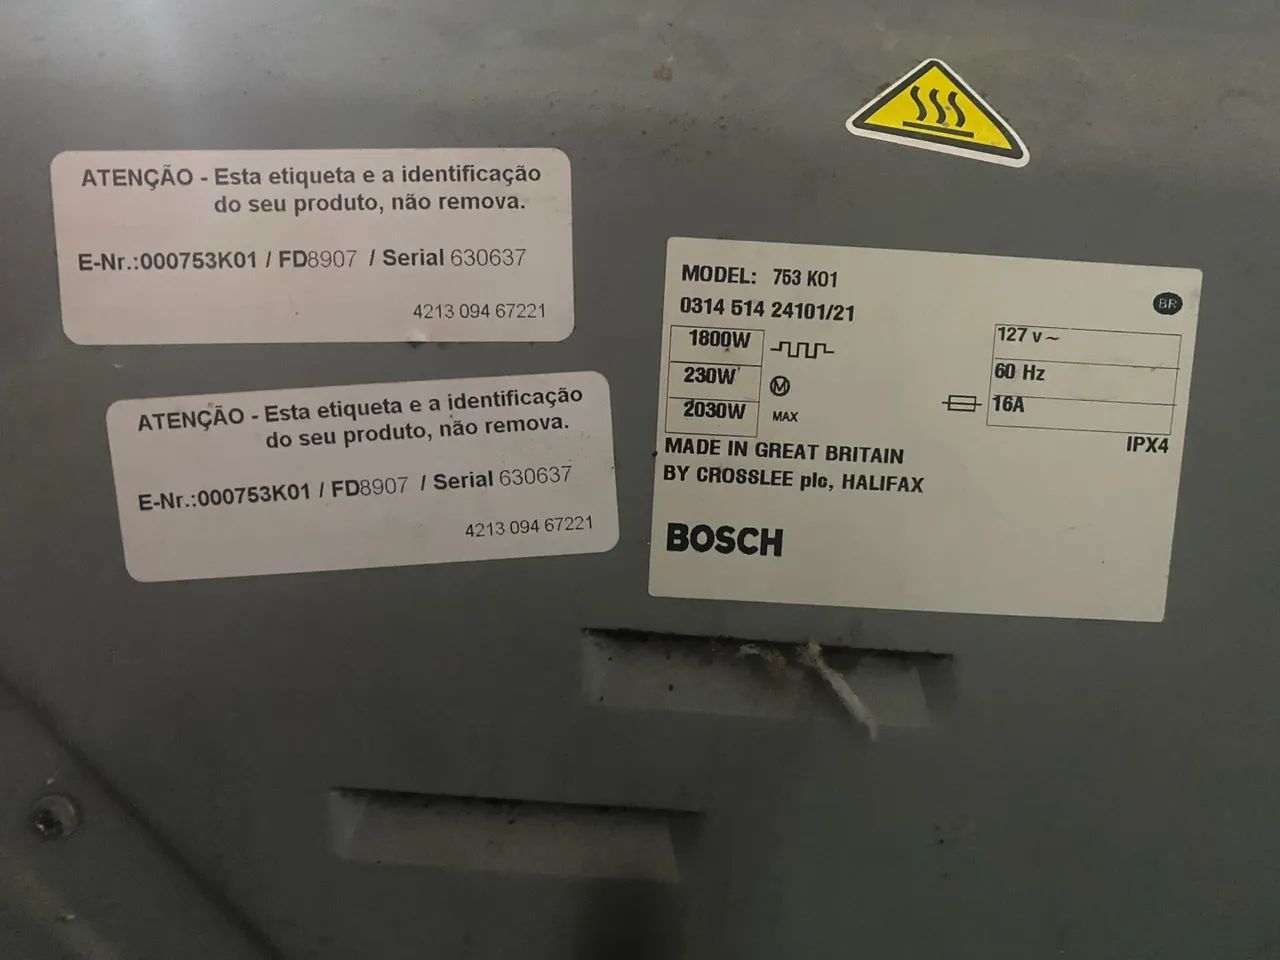 ATENÇÃO - Esta etiqueta e a identificação
do seu produto, não remova.
E-Nr.:000753K01 / FD8907 / Serial 630637
4213 094 67221
ATENÇÃO - Esta etiqueta e a identificação
do seu produto, não remova.
E-Nr.:000753K01 / FD8907 / Serial 630637
4213 094 67221
MODEL: 753 K01
0314 514 24101/21
BR
1800W
230W
M
2030W MAX
127 v~
60 Hz
16A
IPX4
MADE IN GREAT BRITAIN
BY CROSSLEE plc, HALIFAX
BOSCH